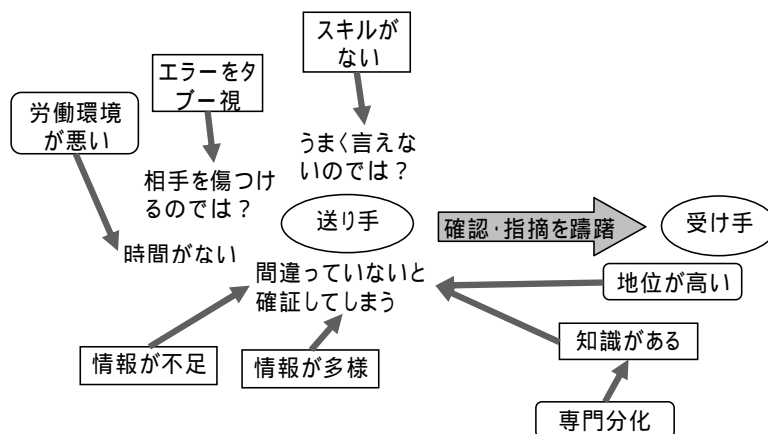 スキルが
ない
エラーをタ
ブー視
労働環境
が悪い
うまく言えな
いのでは？
相手を傷つけ
るのでは？
送り手
確認・指摘を躊躇
受け手
時間がない
間違っていないと
確証してしまう
地位が高い
知識がある
情報が不足
情報が多様
専門分化